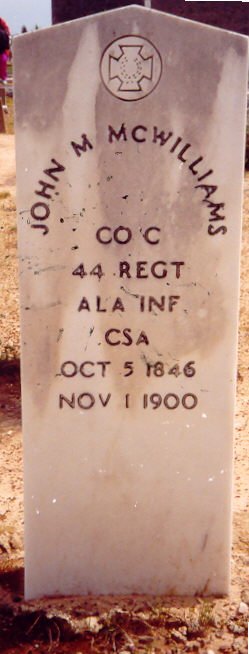 JOHN M MCWILLIAMS
CO C
44 REGT
ALA INF
CSA
OCT 5 1846
NOV 1 1900